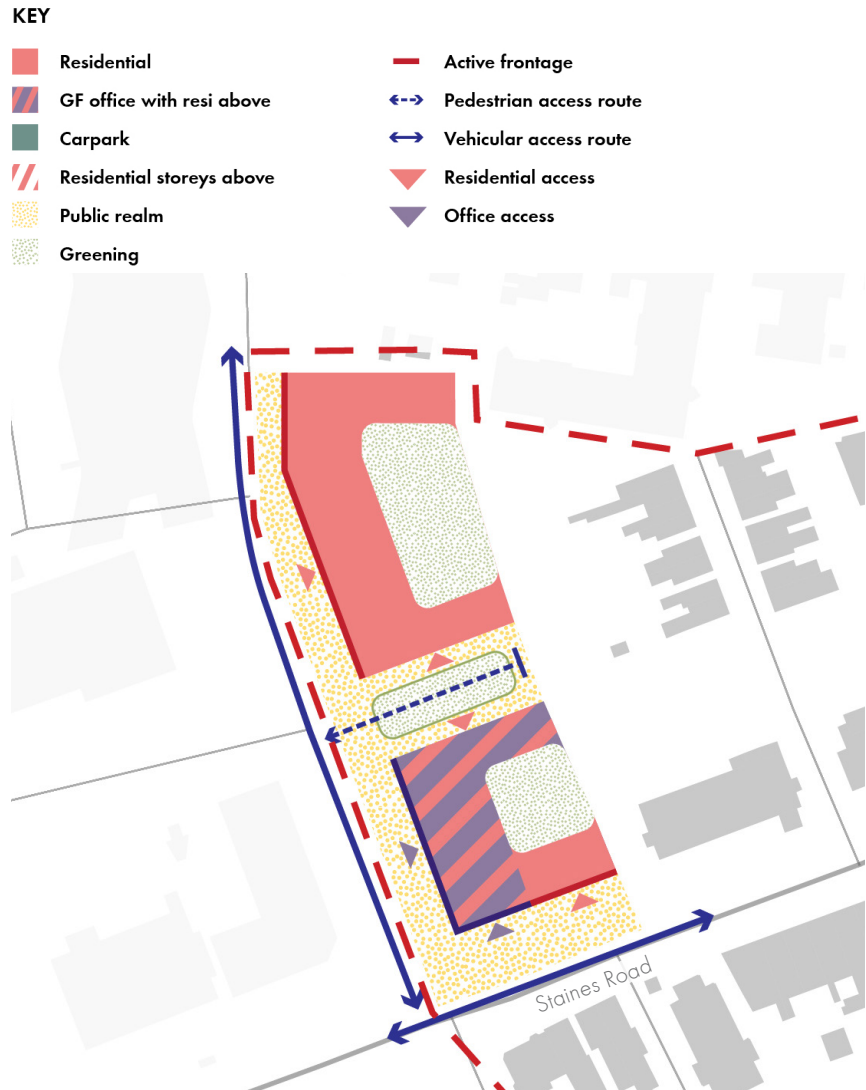 KEY
Residential
GF office with resi above
Carpark
Residential storeys above
Public realm
Greening
Active frontage
Pedestrian access route
Vehicular access route
Residential access
Office access
Staines Road